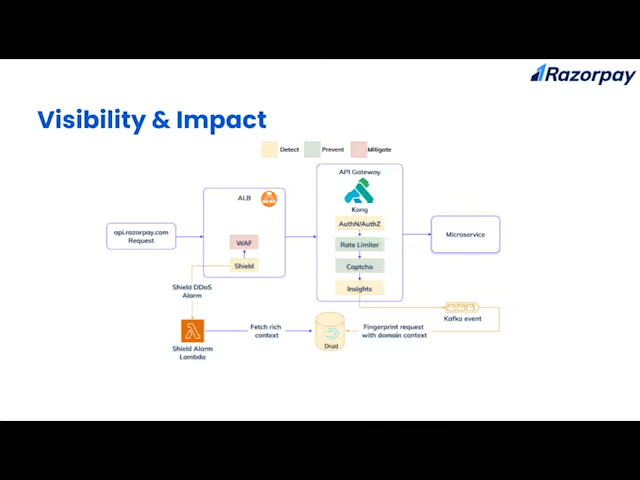 Razorpay
Visibility & Impact
Detect
Prevent
Mitigate
API Gateway
ALB
Kong
api.razorpay.com
Request
AuthN/AuthZ
Microservice
WAF
Rate Limiter
Shield
Captcha
Insights
Shield DDoS
Alarm
Kafka event
Fetch rich
context
Fingerprint request
with domain context
Druid
Shield Alarm
Lambda